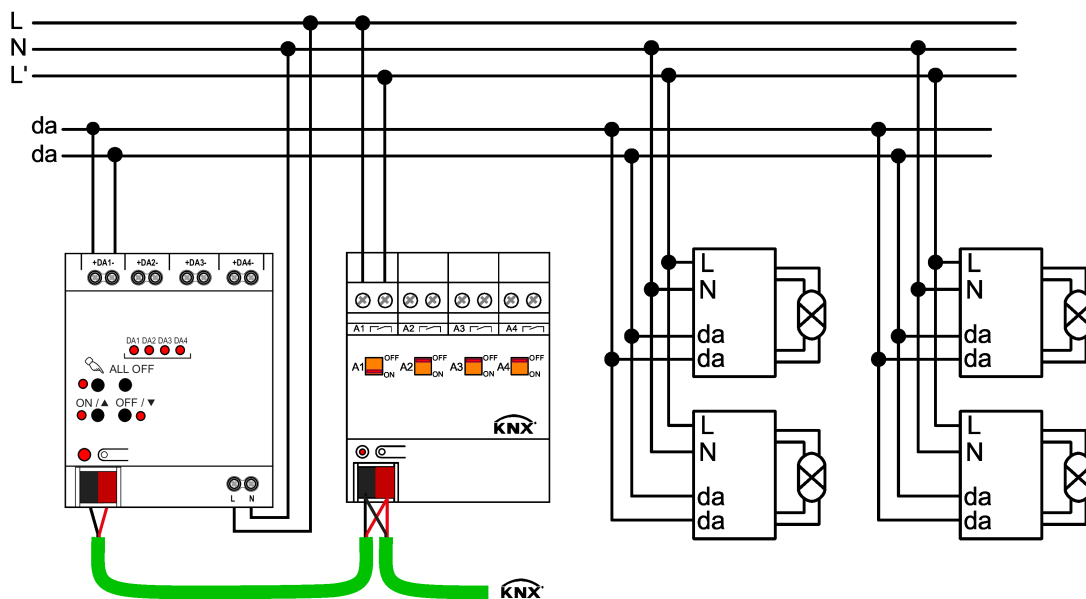 L
N
L'
da
da
+DA1- +DA2- +DA3- +DA4-
DA1 DA2 DA3 DA4
ALL OFF
ON / ▲ OFF / ▼
L N
A1 A2 A3 A4
A1 OFF ON A2 OFF ON A3 OFF ON A4 OFF ON
KNX
L
N
da
da
L
N
da
da
L
N
da
da
L
N
da
da
KNX